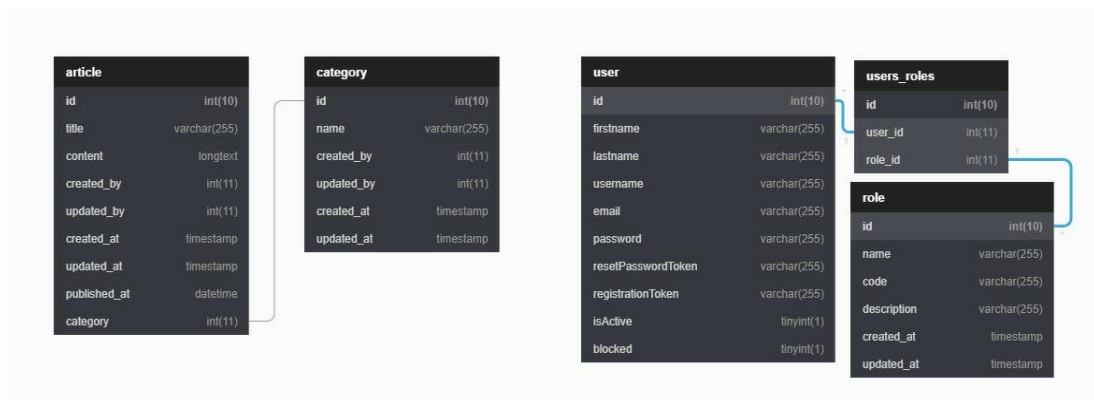 article
id int(10)
title varchar(255)
content longtext
created_by int(11)
updated_by int(11)
created_at timestamp
updated_at timestamp
published_at datetime
category int(11)
category
id int(10)
name varchar(255)
created_by int(11)
updated_by int(11)
created_at timestamp
updated_at timestamp
user
id int(10)
firstname varchar(255)
lastname varchar(255)
username varchar(255)
email varchar(255)
password varchar(255)
resetPasswordToken varchar(255)
registrationToken varchar(255)
isActive tinyint(1)
blocked tinyint(1)
*
1
users_roles
id int(10)
user_id int(11)
role_id int(11)
1
*
role
id int(10)
name varchar(255)
code varchar(255)
description varchar(255)
created_at timestamp
updated_at timestamp